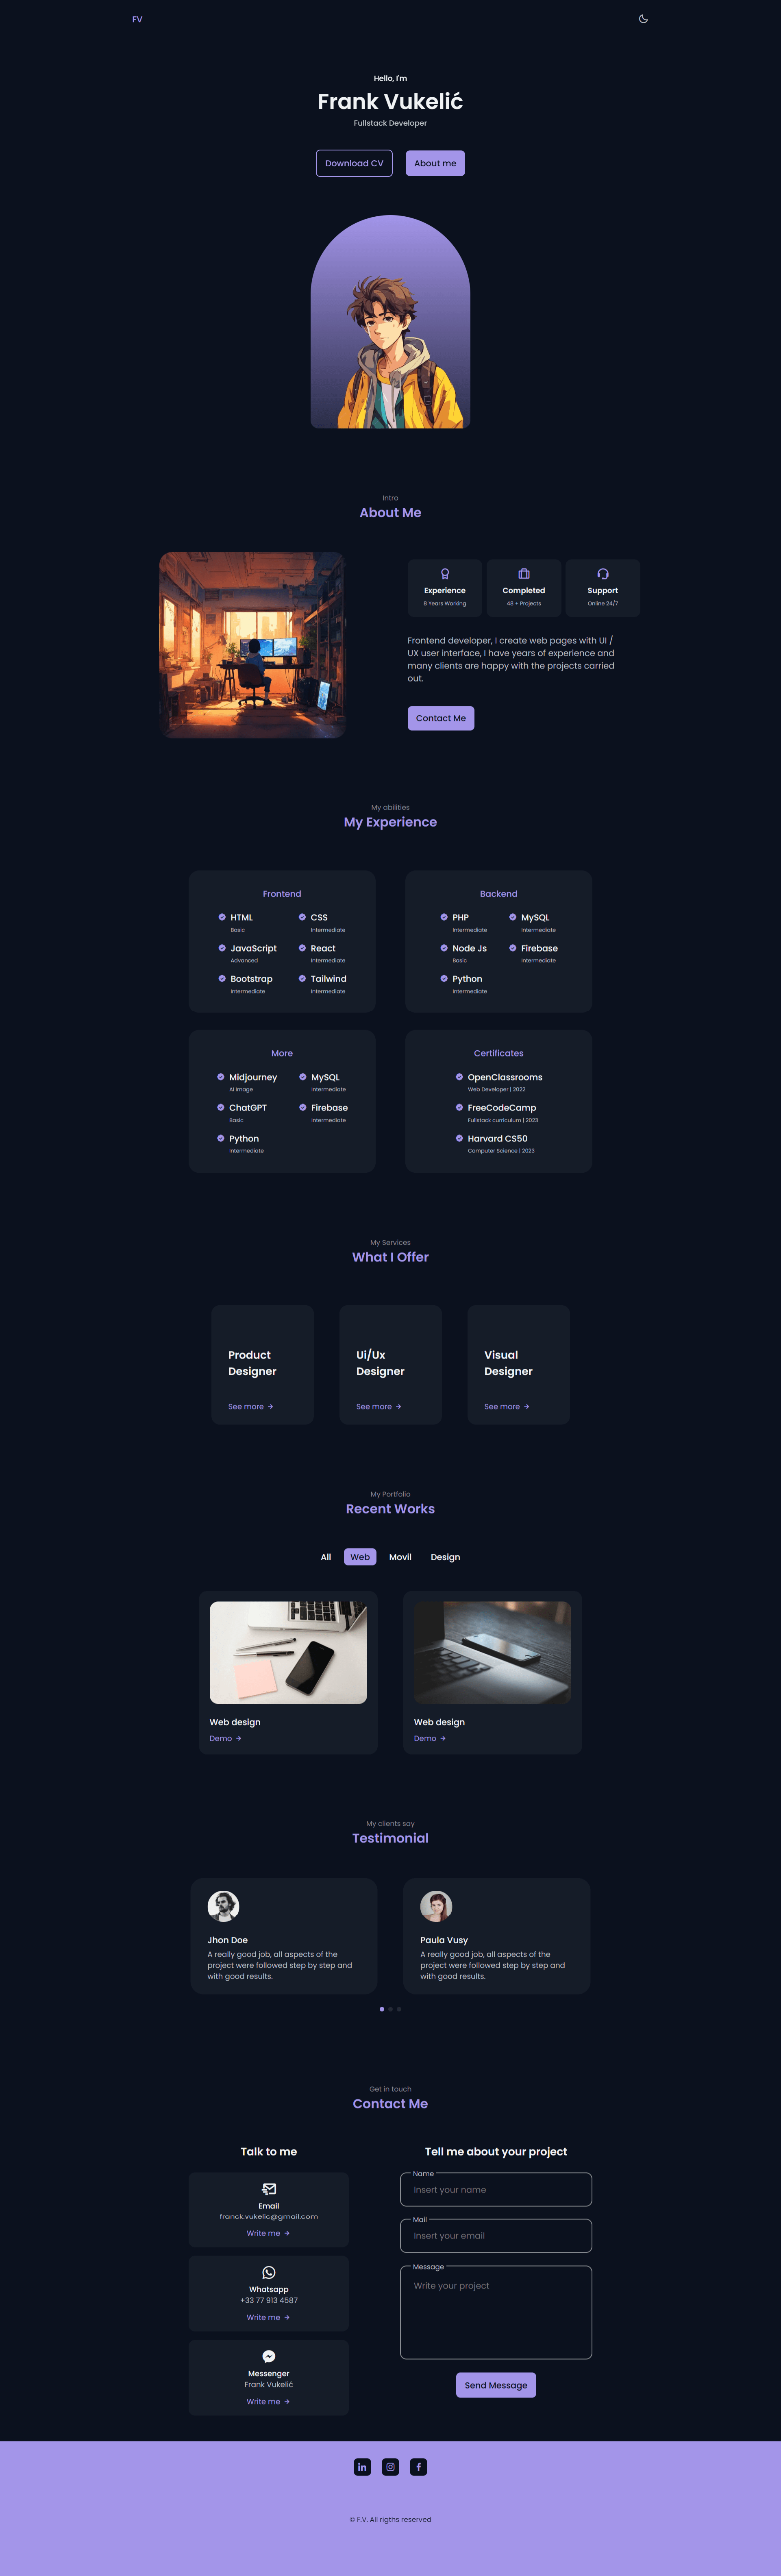 FV
Hello, I'm
Frank Vukelić
Fullstack Developer
Download CV
About me
Intro
About Me
Experience
8 Years Working
Completed
48 + Projects
Support
Online 24/7
Frontend developer, I create web pages with UI /
UX user interface, I have years of experience and
many clients are happy with the projects carried
out.
Contact Me
My abilities
My Experience
Frontend
HTML
Basic
CSS
Intermediate
JavaScript
Advanced
React
Intermediate
Bootstrap
Intermediate
Tailwind
Intermediate
Backend
PHP
Intermediate
MySQL
Intermediate
Node Js
Basic
Firebase
Intermediate
Python
Intermediate
More
Midjourney
AI Image
MySQL
Intermediate
ChatGPT
Basic
Firebase
Intermediate
Python
Intermediate
Certificates
OpenClassrooms
Web Developer | 2022
FreeCodeCamp
Fullstack curriculum | 2023
Harvard CS50
Computer Science | 2023
My Services
What I Offer
Product
Designer
See more
Ui/Ux
Designer
See more
Visual
Designer
See more
My Portfolio
Recent Works
All
Web
Movil
Design
Web design
Demo
Web design
Demo
My clients say
Testimonial
Jhon Doe
A really good job, all aspects of the
project were followed step by step and
with good results.
Paula Vusy
A really good job, all aspects of the
project were followed step by step and
with good results.
Get in touch
Contact Me
Talk to me
Email
franck.vukelic@gmail.com
Write me
Whatsapp
+33 77 913 4587
Write me
Messenger
Frank Vukelić
Write me
Tell me about your project
Name
Insert your name
Mail
Insert your email
Message
Write your project
Send Message
© F.V. All rigths reserved